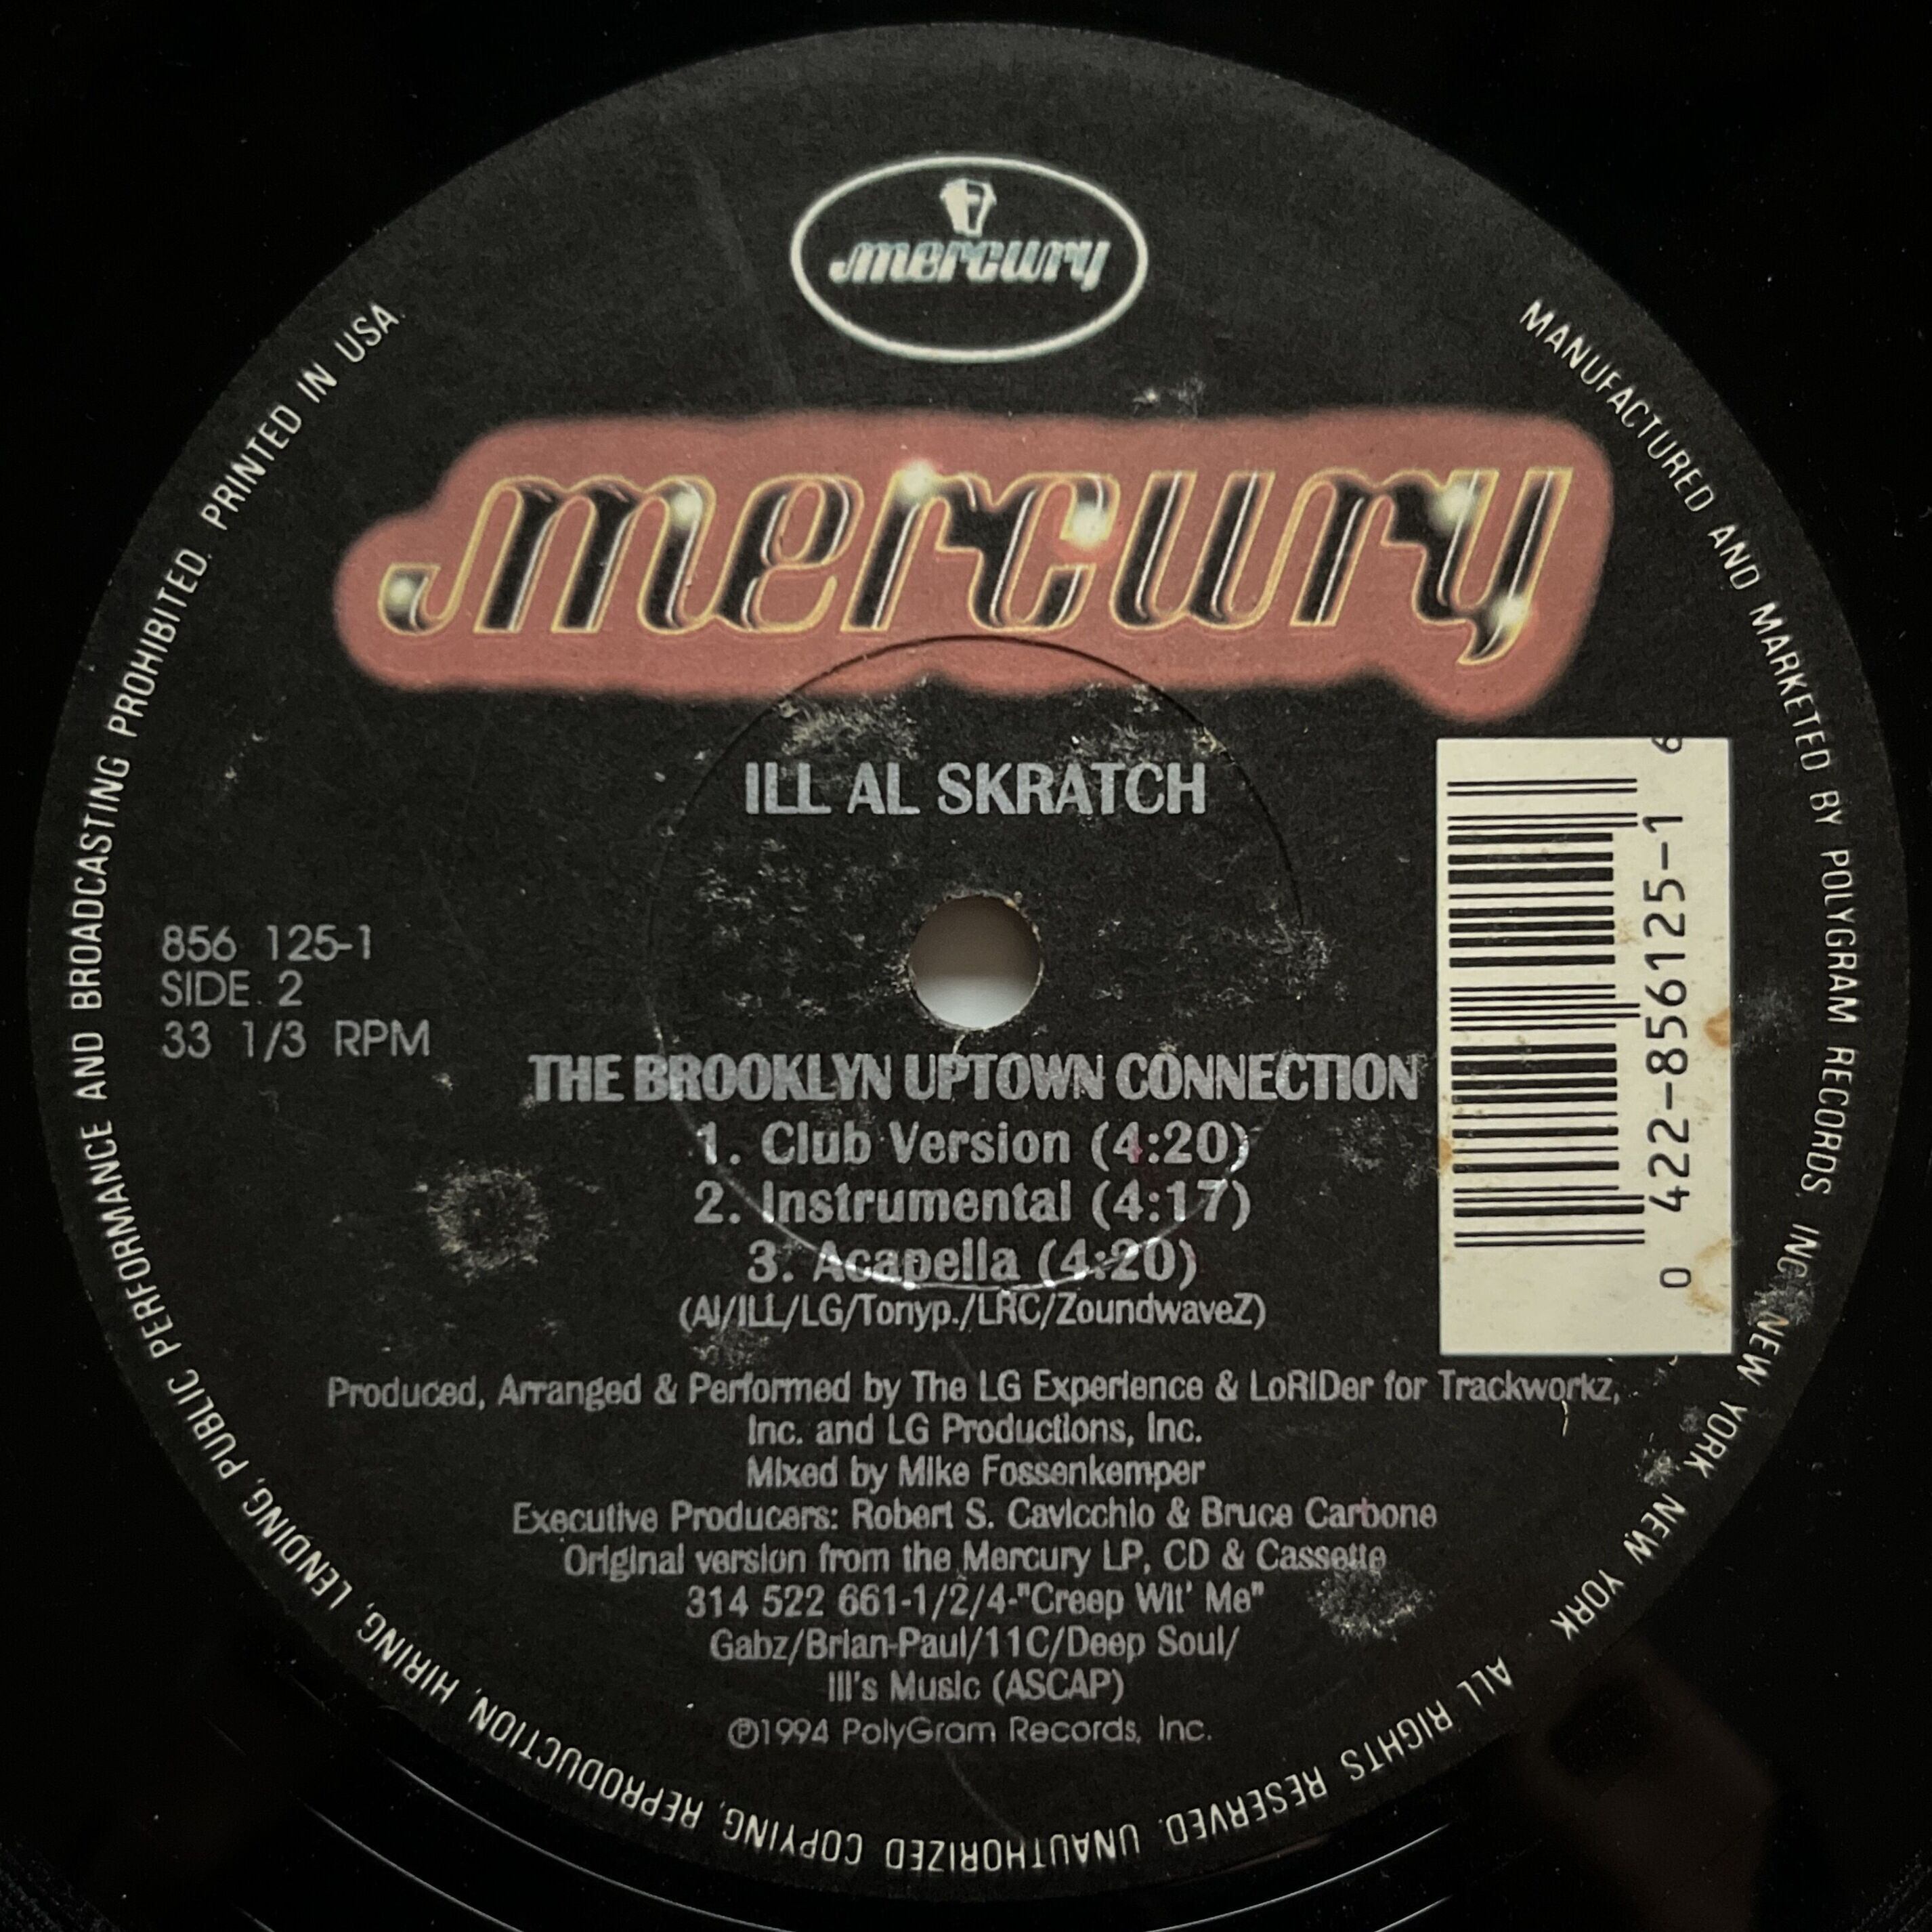 mercury
mercury
ILL AL SKRATCH
856 125-1
SIDE 2
33 1/3 RPM
THE BROOKLYN UPTOWN CONNECTION
1. Club Version (4:20)
2. Instrumental (4:17)
3. Acapella (4:20)
(Al/ILL/LG/Tonyp./LRC/ZoundwaveZ)
Produced, Arranged & Performed by The LG Experience & LoRIDer for Trackworkz,
Inc. and LG Productions, Inc.
Mixed by Mike Fossenkemper
Executive Producers: Robert S. Cavicchio & Bruce Carbone
Original version from the Mercury LP, CD & Cassette
314 522 661-1/2/4-"Creep Wit' Me"
Gabz/Brian-Paul/11C/Deep Soul/
Ill's Music (ASCAP)
℗1994 PolyGram Records, Inc.
0 422-856125-1 6
MANUFACTURED AND MARKETED BY POLYGRAM RECORDS, INC. NEW YORK, NEW YORK ALL RIGHTS RESERVED. UNAUTHORIZED COPYING, REPRODUCTION, HIRING, LENDING, PUBLIC PERFORMANCE AND BROADCASTING PROHIBITED. PRINTED IN USA.